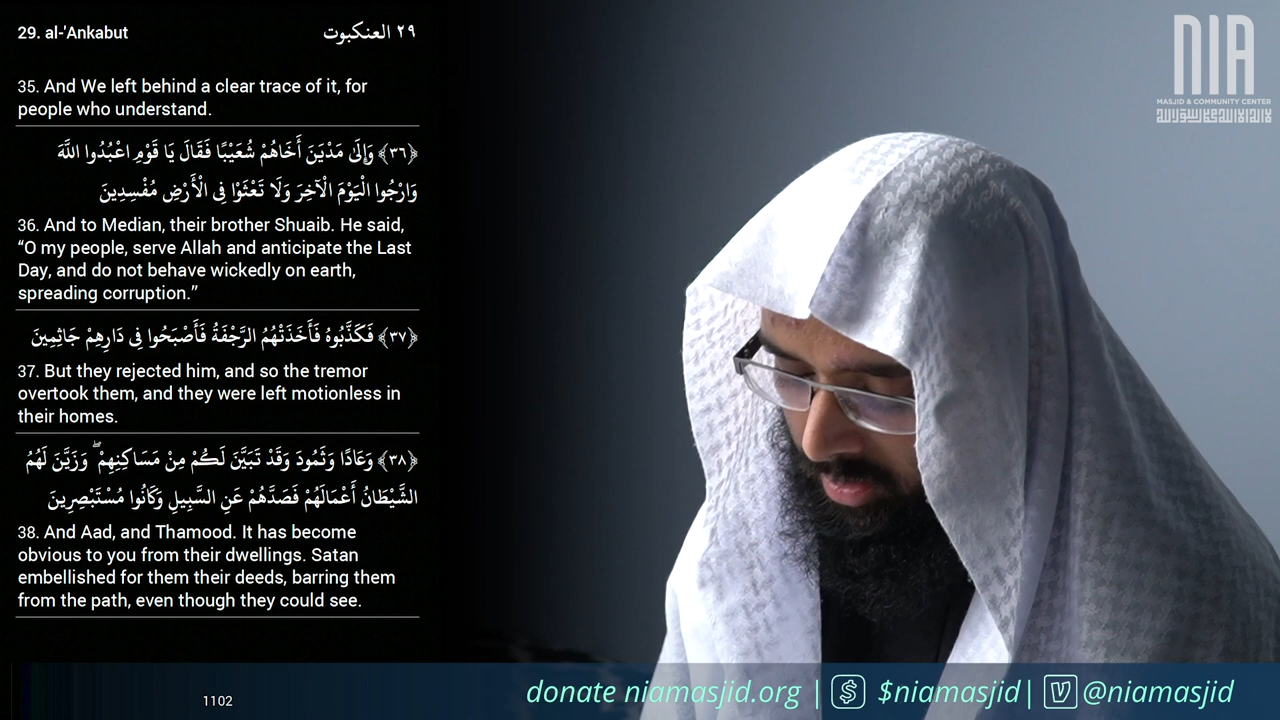 29. al-'Ankabut
٢٩ العنكبوت
35. And We left behind a clear trace of it, for
people who understand.
﴿٣٦﴾ وَإِلَىٰ مَدْيَنَ أَخَاهُمْ شُعَيْبًا فَقَالَ يَا قَوْمِ اعْبُدُوا اللَّهَ
وَارْجُوا الْيَوْمَ الْآخِرَ وَلَا تَعْثَوْا فِي الْأَرْضِ مُفْسِدِينَ
36. And to Median, their brother Shuaib. He said,
“O my people, serve Allah and anticipate the Last
Day, and do not behave wickedly on earth,
spreading corruption.”
﴿٣٧﴾ فَكَذَّبُوهُ فَأَخَذَتْهُمُ الرَّجْفَةُ فَأَصْبَحُوا فِي دَارِهِمْ جَاثِمِينَ
37. But they rejected him, and so the tremor
overtook them, and they were left motionless in
their homes.
﴿٣٨﴾ وَعَادًا وَثَمُودَ وَقَدْ تَبَيَّنَ لَكُمْ مِنْ مَسَاكِنِهِمْ ۖ وَزَيَّنَ لَهُمُ
الشَّيْطَانُ أَعْمَالَهُمْ فَصَدَّهُمْ عَنِ السَّبِيلِ وَكَانُوا مُسْتَبْصِرِينَ
38. And Aad, and Thamood. It has become
obvious to you from their dwellings. Satan
embellished for them their deeds, barring them
from the path, even though they could see.
NIA
MASJID & COMMUNITY CENTER
1102
donate niamasjid.org | $ $niamasjid | V @niamasjid